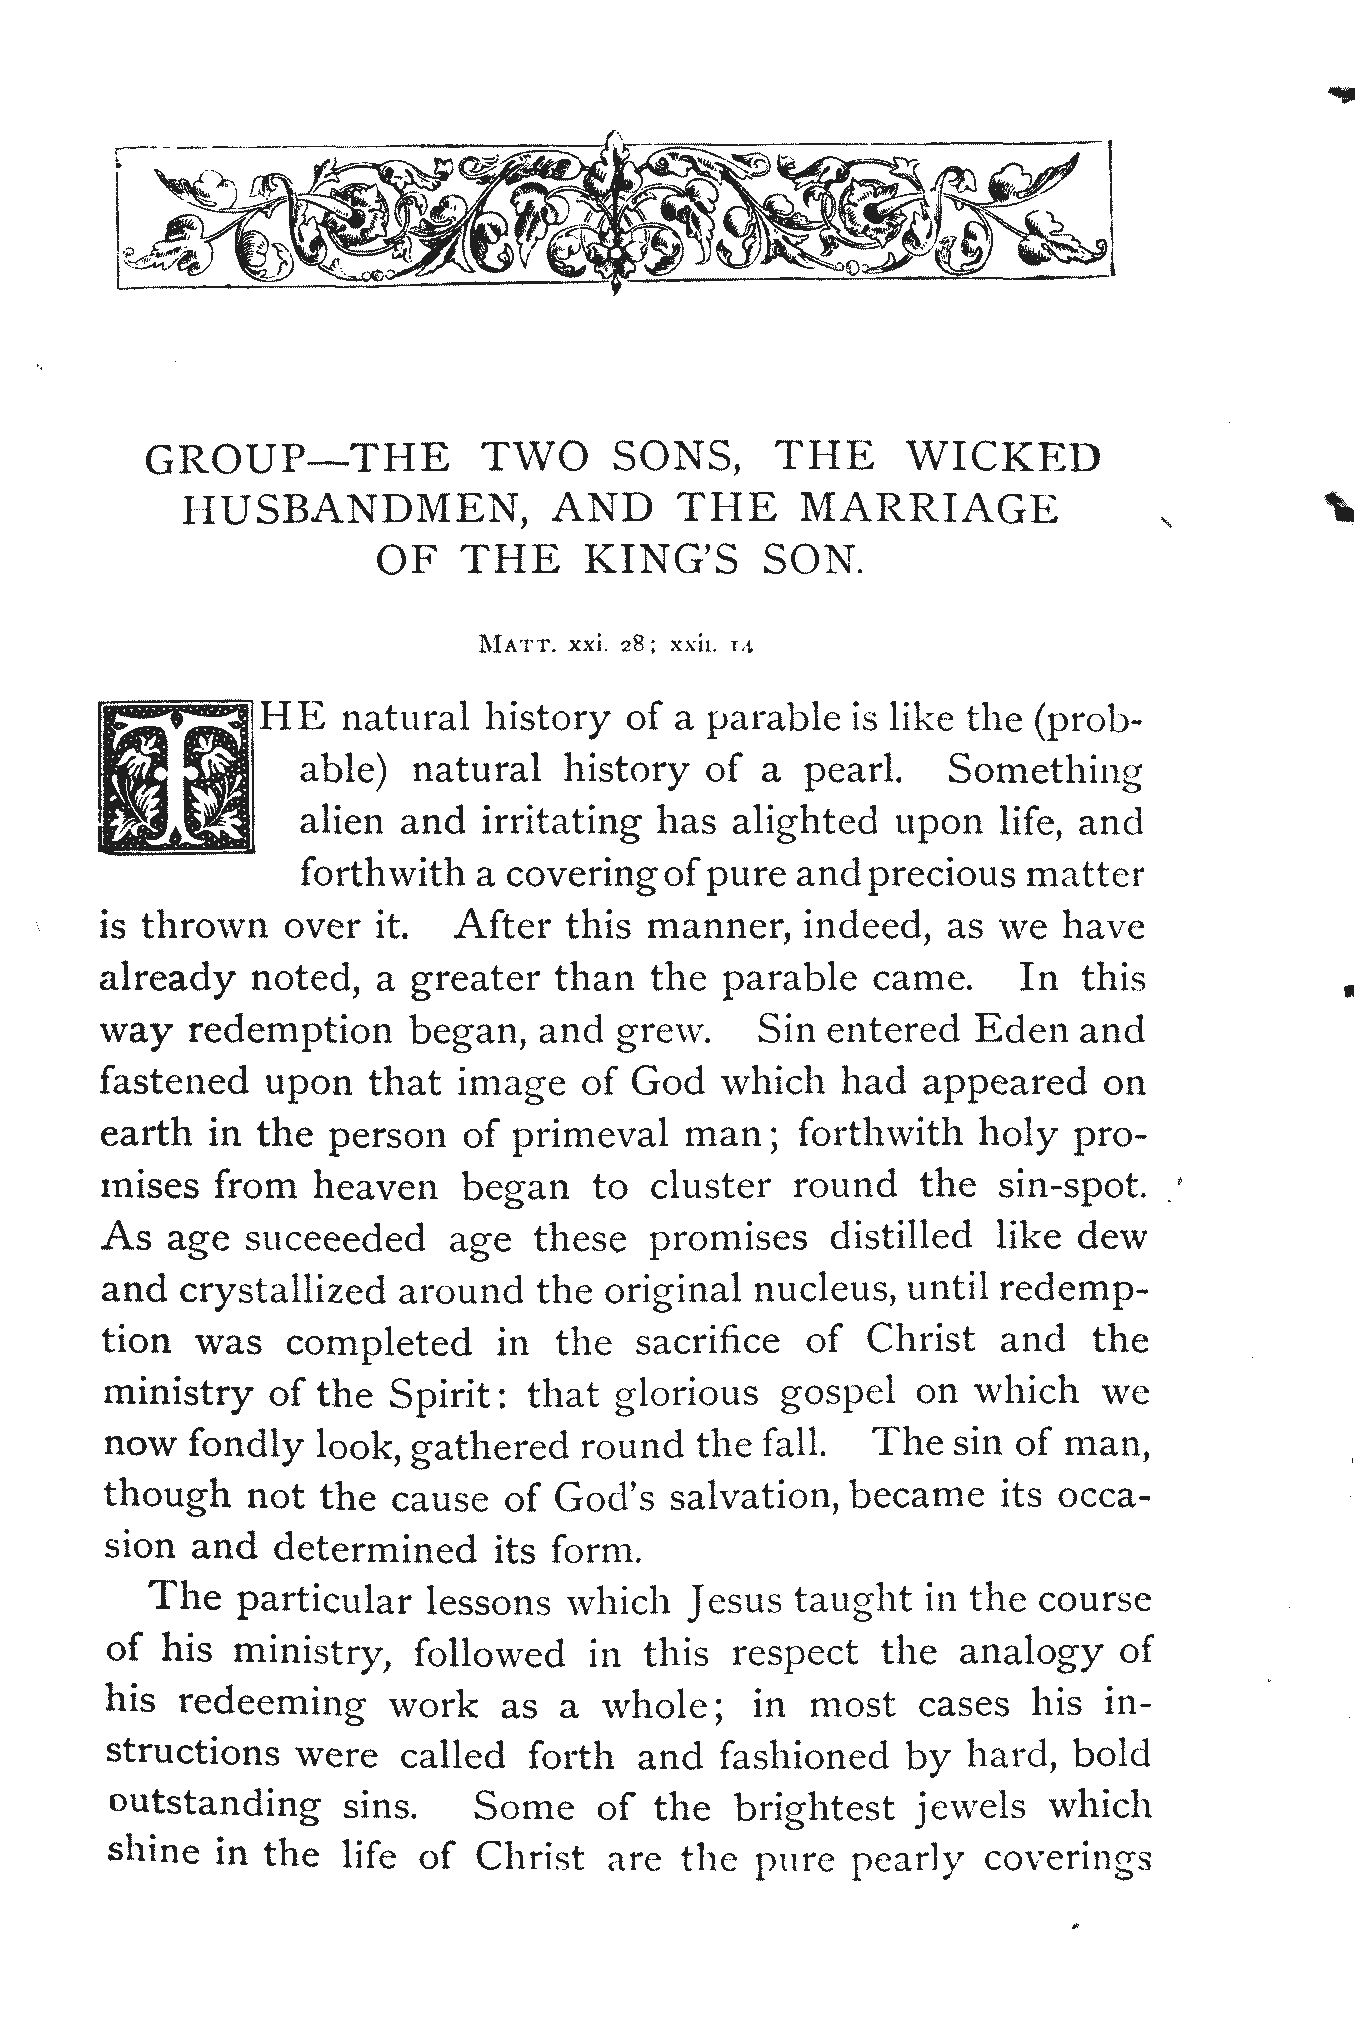 GROUP—THE TWO SONS, THE WICKED
HUSBANDMEN, AND THE MARRIAGE
OF THE KING'S SON.
MATT. xxi. 28; xxii. 14
THE natural history of a parable is like the (prob-
able) natural history of a pearl. Something
alien and irritating has alighted upon life, and
forthwith a covering of pure and precious matter
is thrown over it. After this manner, indeed, as we have
already noted, a greater than the parable came. In this
way redemption began, and grew. Sin entered Eden and
fastened upon that image of God which had appeared on
earth in the person of primeval man; forthwith holy pro-
mises from heaven began to cluster round the sin-spot.
As age suceeeded age these promises distilled like dew
and crystallized around the original nucleus, until redemp-
tion was completed in the sacrifice of Christ and the
ministry of the Spirit: that glorious gospel on which we
now fondly look, gathered round the fall. The sin of man,
though not the cause of God's salvation, became its occa-
sion and determined its form.
The particular lessons which Jesus taught in the course
of his ministry, followed in this respect the analogy of
his redeeming work as a whole; in most cases his in-
structions were called forth and fashioned by hard, bold
outstanding sins. Some of the brightest jewels which
shine in the life of Christ are the pure pearly coverings